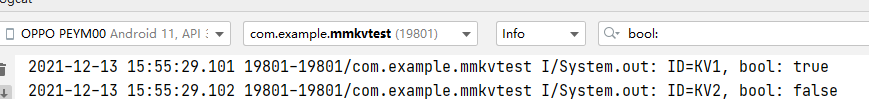 OPPO PEYM00 Android 11, API
com.example.mmkvtest (19801)
Info
bool:
2021-12-13 15:55:29.101 19801-19801/com.example.mmkvtest I/System.out: ID=KV1, bool: true
2021-12-13 15:55:29.102 19801-19801/com.example.mmkvtest I/System.out: ID=KV2, bool: false